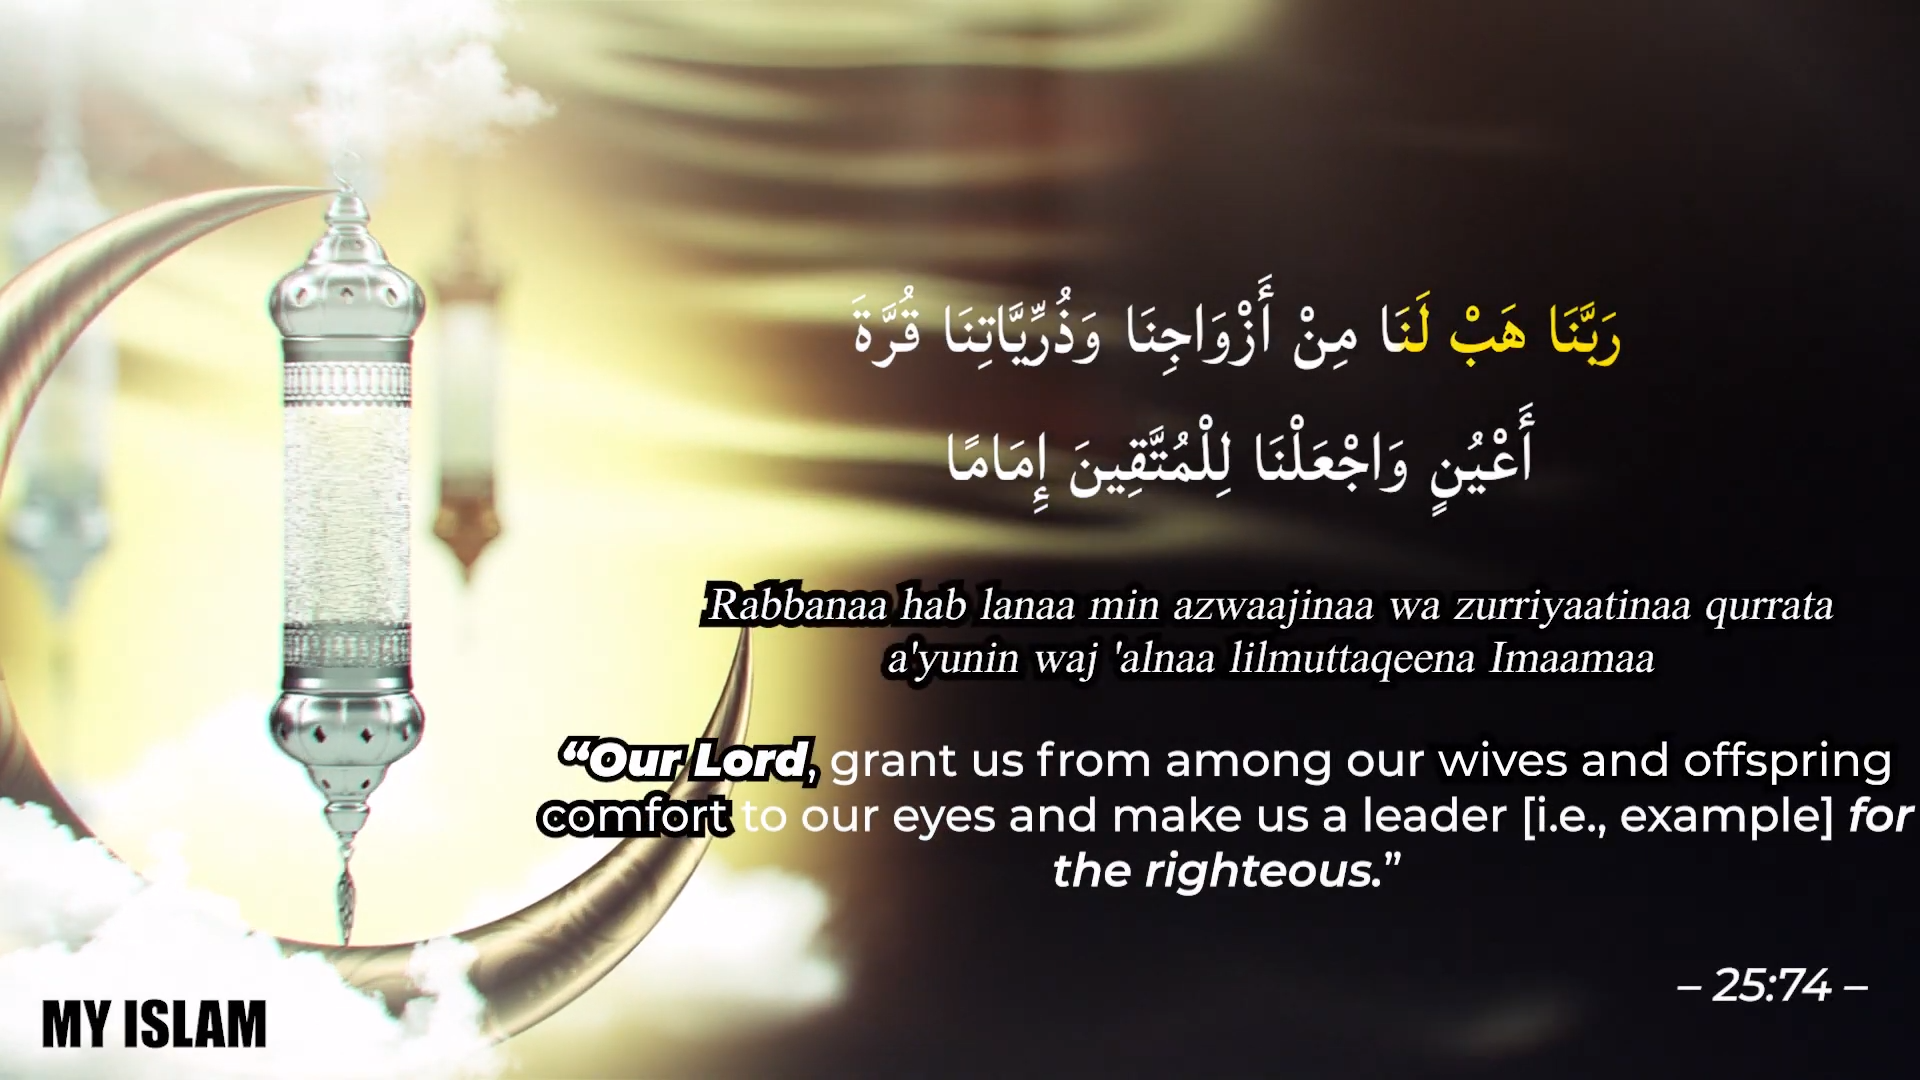 رَبَّنَا هَبْ لَنَا مِنْ أَزْوَاجِنَا وَذُرِّيَّاتِنَا قُرَّةَ
أَعْيُنٍ وَاجْعَلْنَا لِلْمُتَّقِينَ إِمَامًا
Rabbanaa hab lanaa min azwaajinaa wa zurriyaatinaa qurrata
a'yunin waj 'alnaa lilmuttaqeena Imaamaa
“Our Lord, grant us from among our wives and offspring
comfort to our eyes and make us a leader [i.e., example] for
the righteous.”
– 25:74 –
MY ISLAM